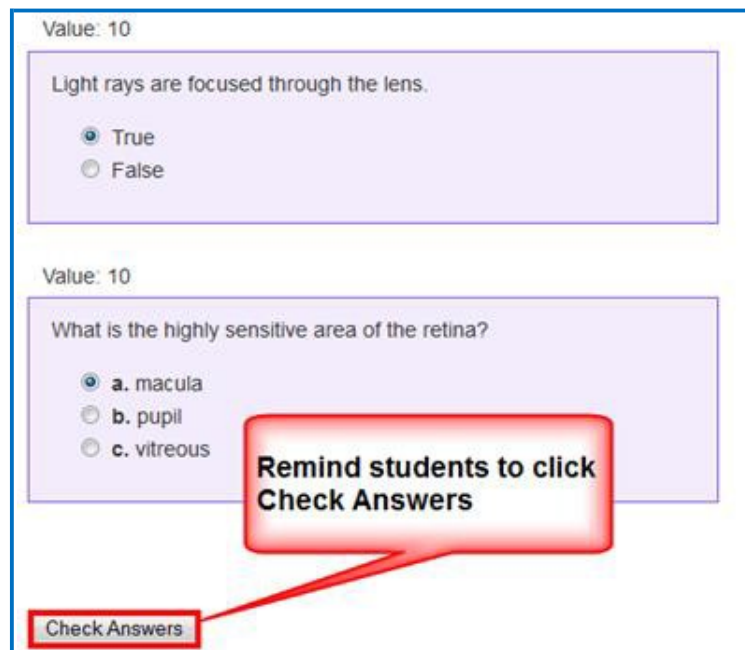 Value: 10
Light rays are focused through the lens.
True
False
Value: 10
What is the highly sensitive area of the retina?
a. macula
b. pupil
c. vitreous
Remind students to click
Check Answers
Check Answers